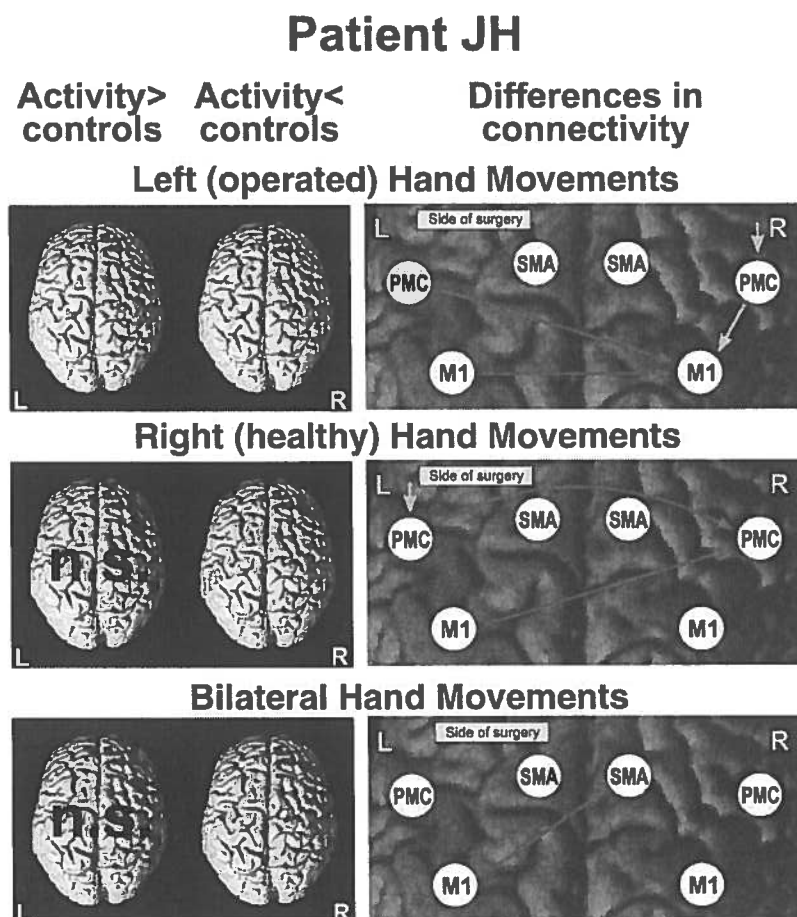 Patient JH
Activity> Activity< Differences in
controls controls connectivity
Left (operated) Hand Movements
L Side of surgery R
PMC SMA SMA PMC
M1 M1
L R
Right (healthy) Hand Movements
L Side of surgery R
PMC SMA SMA PMC
n.s.
M1 M1
L R
Bilateral Hand Movements
L Side of surgery R
PMC SMA SMA PMC
n.s.
M1 M1
L R